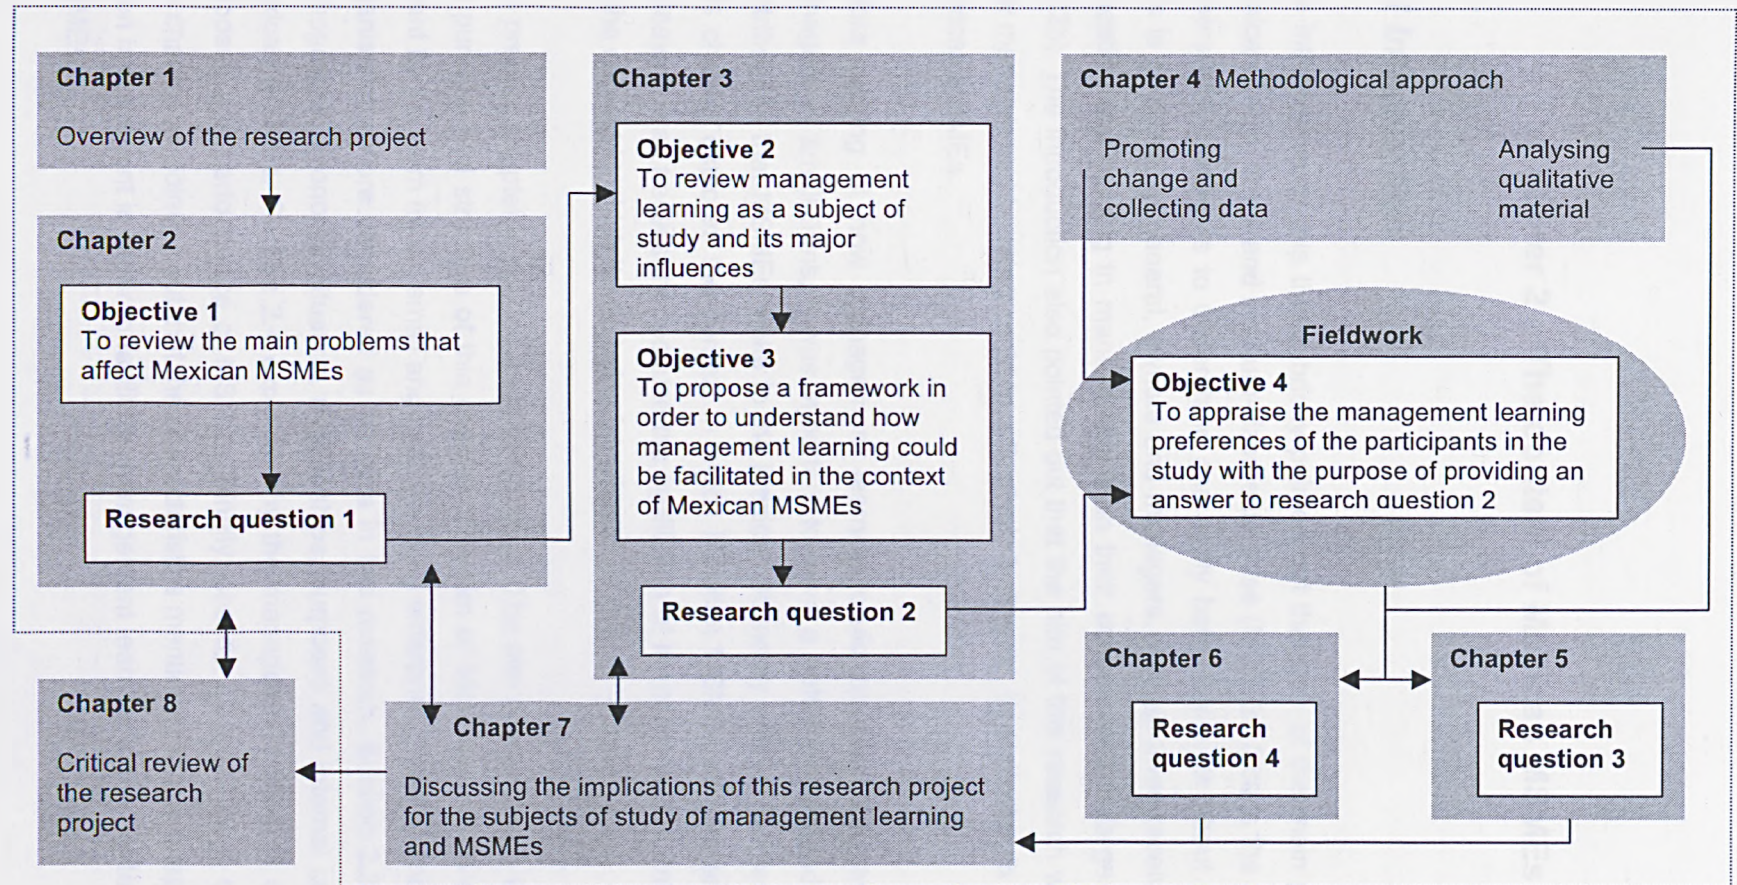 Chapter 1
Overview of the research project
Chapter 2
Objective 1
To review the main problems that
affect Mexican MSMEs
Research question 1
Chapter 3
Objective 2
To review management
learning as a subject of
study and its major
influences
Objective 3
To propose a framework in
order to understand how
management learning could
be facilitated in the context
of Mexican MSMEs
Research question 2
Chapter 4 Methodological approach
Promoting
change and
collecting data
Analysing
qualitative
material
Fieldwork
Objective 4
To appraise the management learning
preferences of the participants in the
study with the purpose of providing an
answer to research question 2
Chapter 6
Research
question 4
Chapter 5
Research
question 3
Chapter 7
Discussing the implications of this research project
for the subjects of study of management learning
and MSMEs
Chapter 8
Critical review of
the research
project